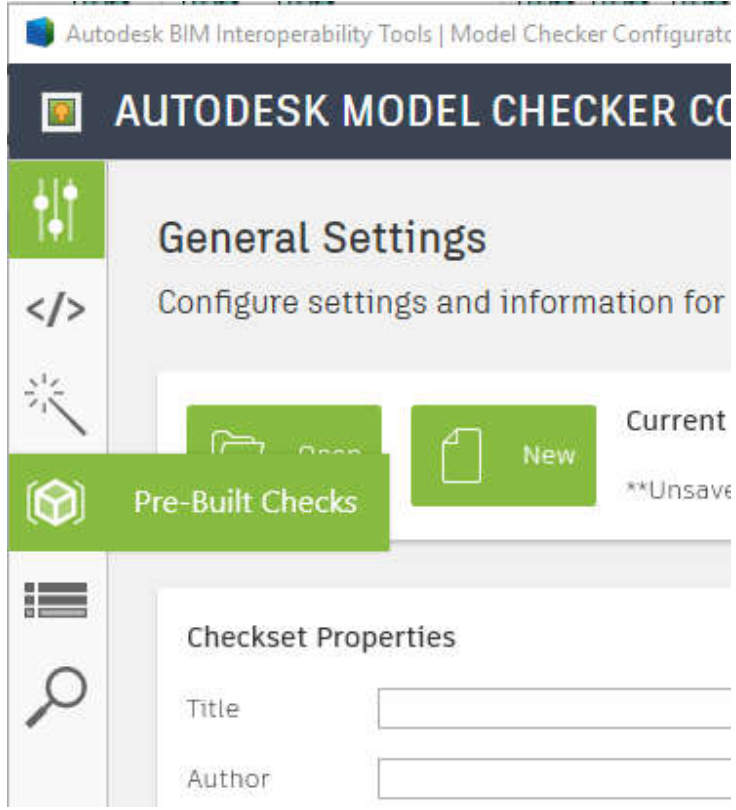 Autodesk BIM Interoperability Tools | Model Checker Configurato
AUTODESK MODEL CHECKER CO
General Settings
</>
Configure settings and information for
Open
New
Current
**Unsave
Pre-Built Checks
Checkset Properties
Title
Author